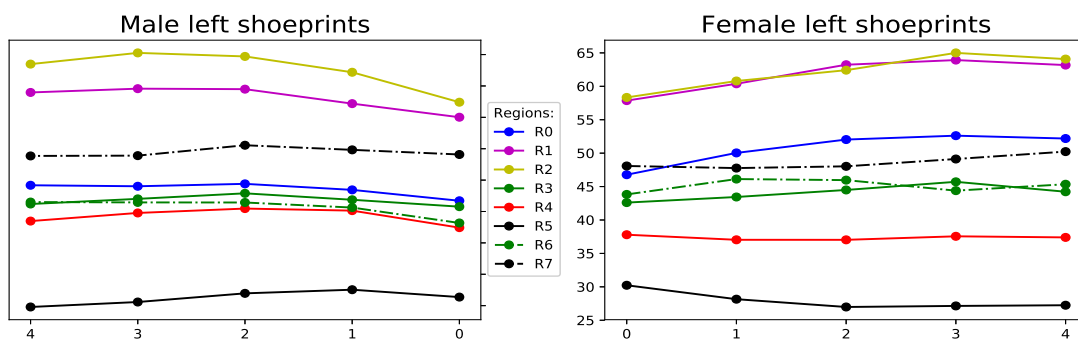 Male left shoeprints
4 3 2 1 0
Regions:
R0
R1
R2
R3
R4
R5
R6
R7
Female left shoeprints
65
60
55
50
45
40
35
30
25
0 1 2 3 4